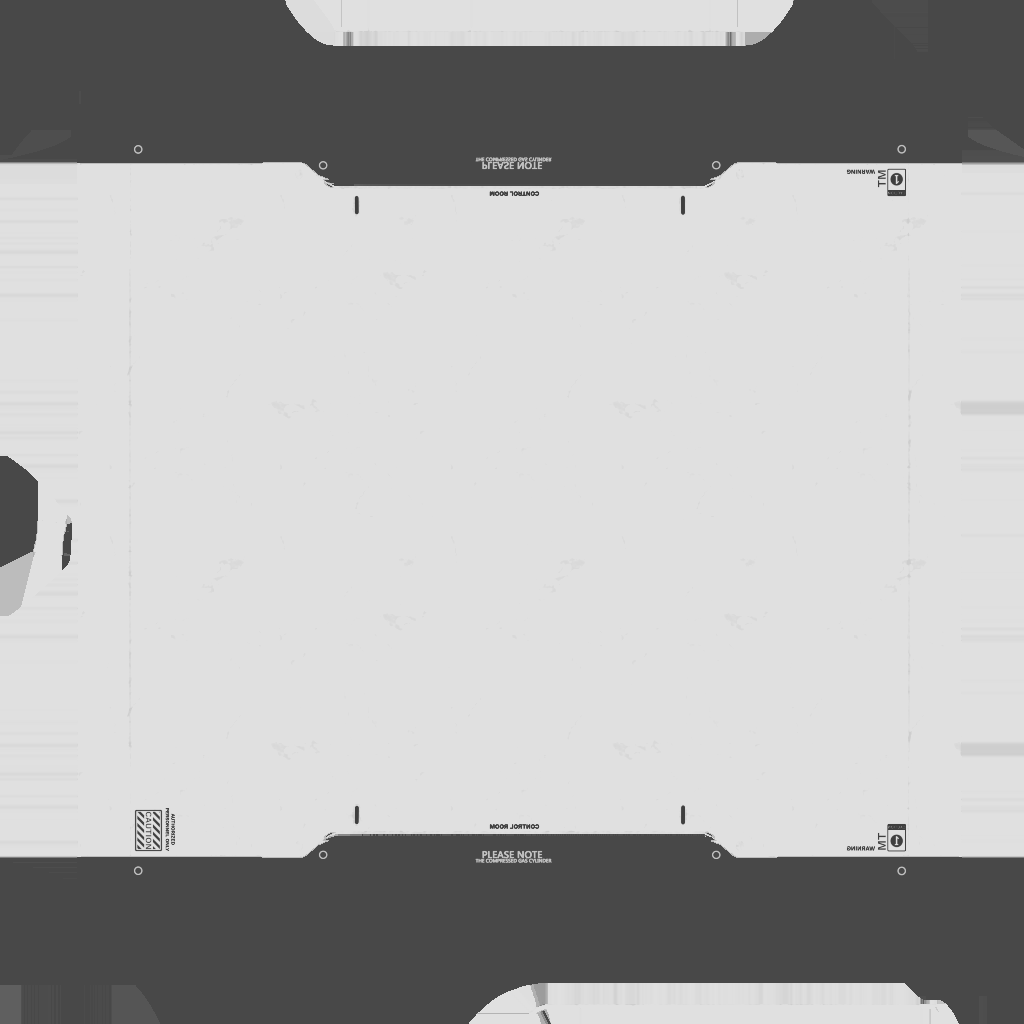 THE COMPRESSED GAS CYLINDER
PLEASE NOTE
WARNING
TM
CONTROL ROOM
CAUTION
AUTHORIZED
PERSONNEL ONLY
CONTROL ROOM
WARNING
MT
PLEASE NOTE
THE COMPRESSED GAS CYLINDER